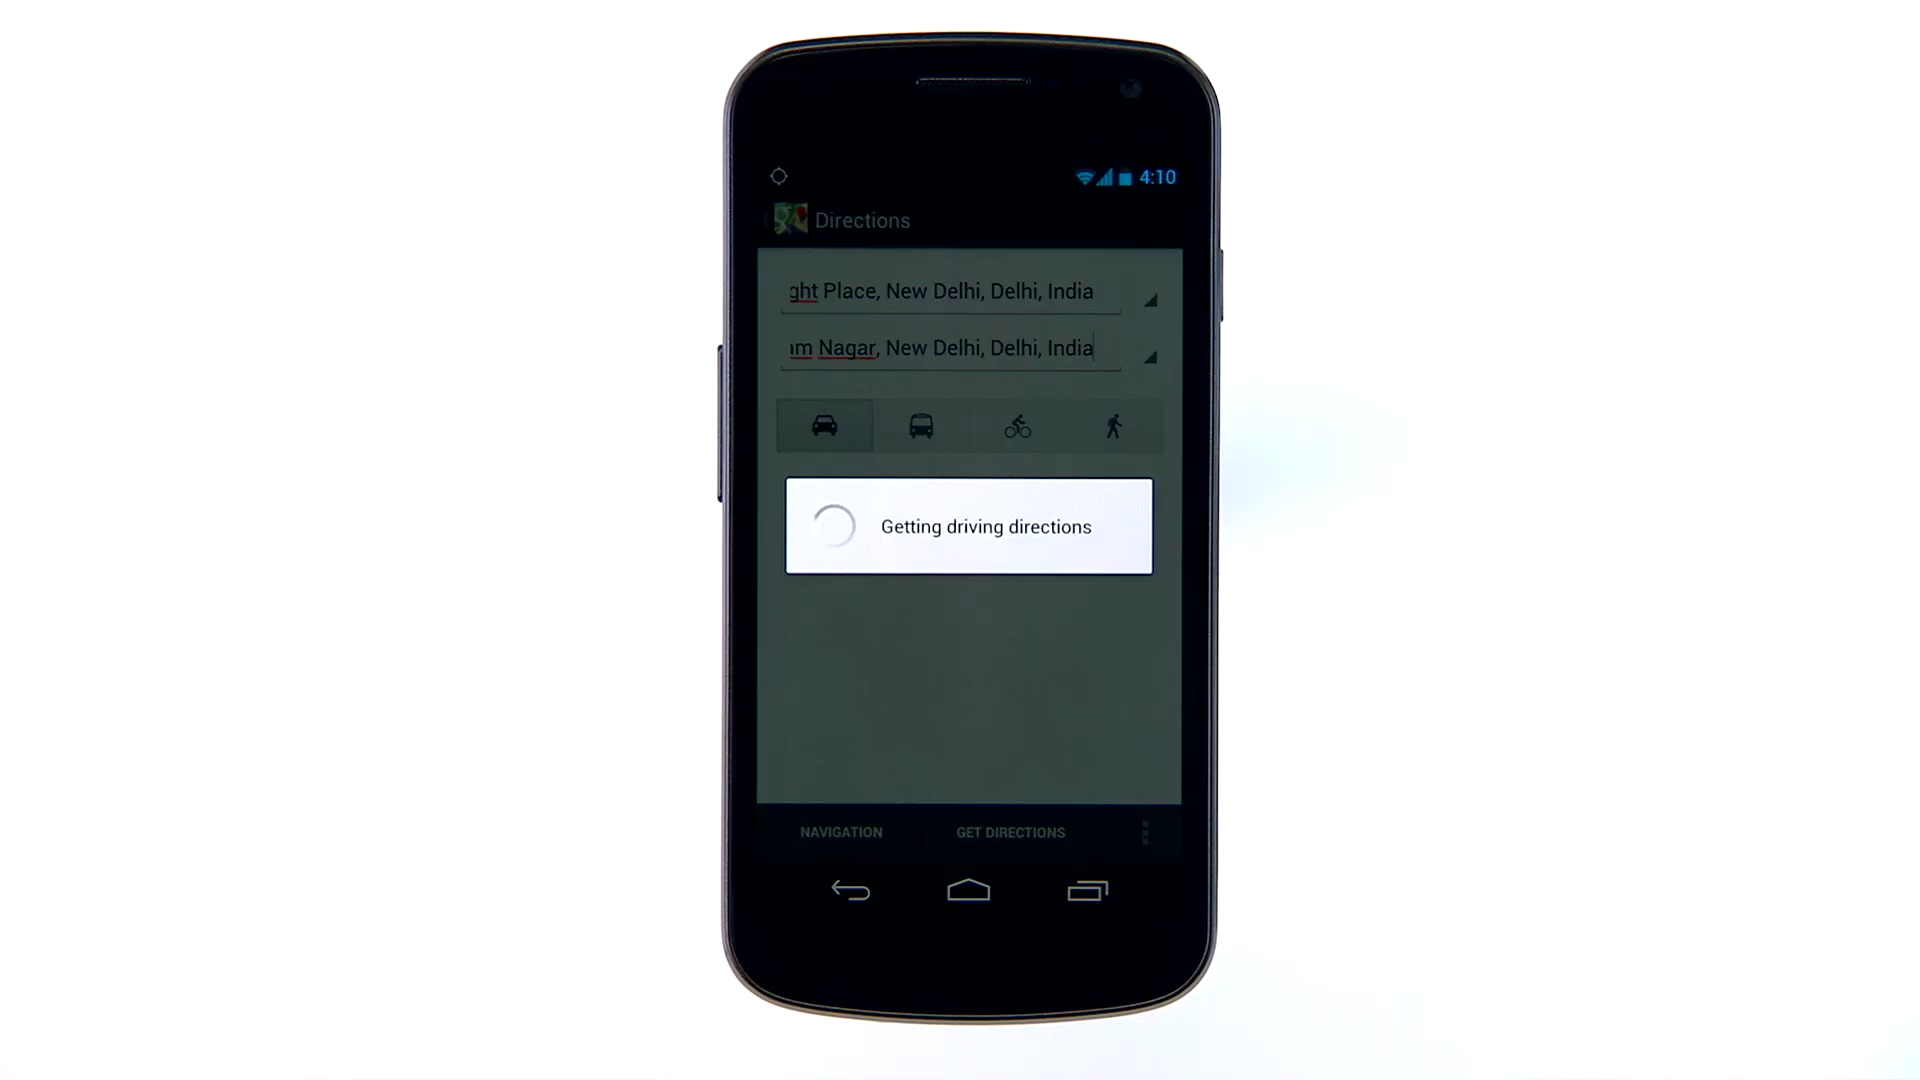 4:10
Directions
ght Place, New Delhi, Delhi, India
am Nagar, New Delhi, Delhi, India
Getting driving directions
NAVIGATION GET DIRECTIONS